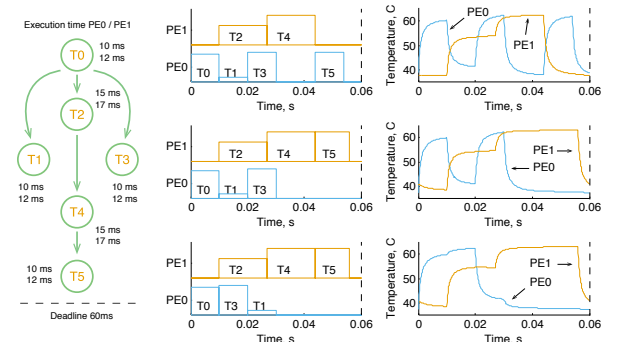 Execution time PE0 / PE1
T0
10 ms
12 ms
T2
15 ms
17 ms
T1
10 ms
12 ms
T3
10 ms
12 ms
T4
15 ms
17 ms
T5
10 ms
12 ms
Deadline 60ms
PE1
PE0
T2
T4
T0
T1
T3
T5
0
0.02
0.04
0.06
Time, s
Temperature, C
60
50
40
PE0
PE1
0
0.02
0.04
0.06
Time, s
PE1
PE0
T2
T4
T5
T0
T1
T3
0
0.02
0.04
0.06
Time, s
Temperature, C
60
50
40
PE1
PE0
0
0.02
0.04
0.06
Time, s
PE1
PE0
T2
T4
T5
T0
T3
T1
0
0.02
0.04
0.06
Time, s
Temperature, C
60
50
40
PE1
PE0
0
0.02
0.04
0.06
Time, s